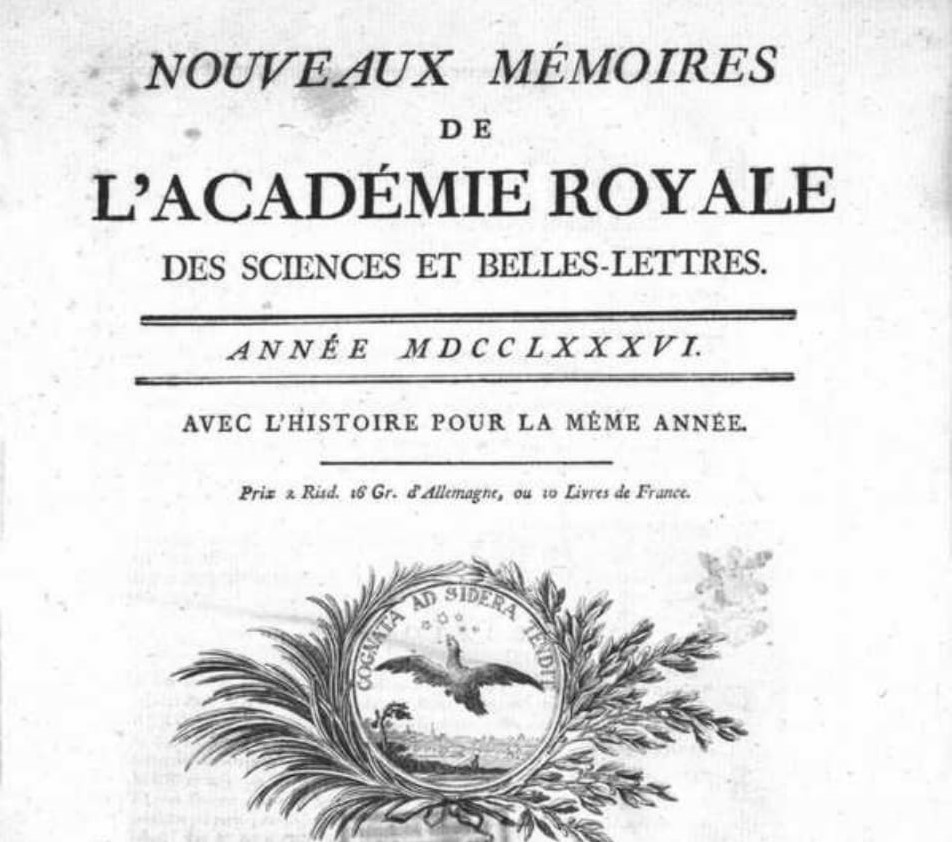 NOUVEAUX MÉMOIRES
DE
L'ACADÉMIE ROYALE
DES SCIENCES ET BELLES-LETTRES.
ANNÉE MDCCLXXXVI.
AVEC L'HISTOIRE POUR LA MÊME ANNÉE.
Prix 2 Risd. 16 Gr. d'Allemagne, ou 10 Livres de France.
COGNATA AD SIDERA TENDIT